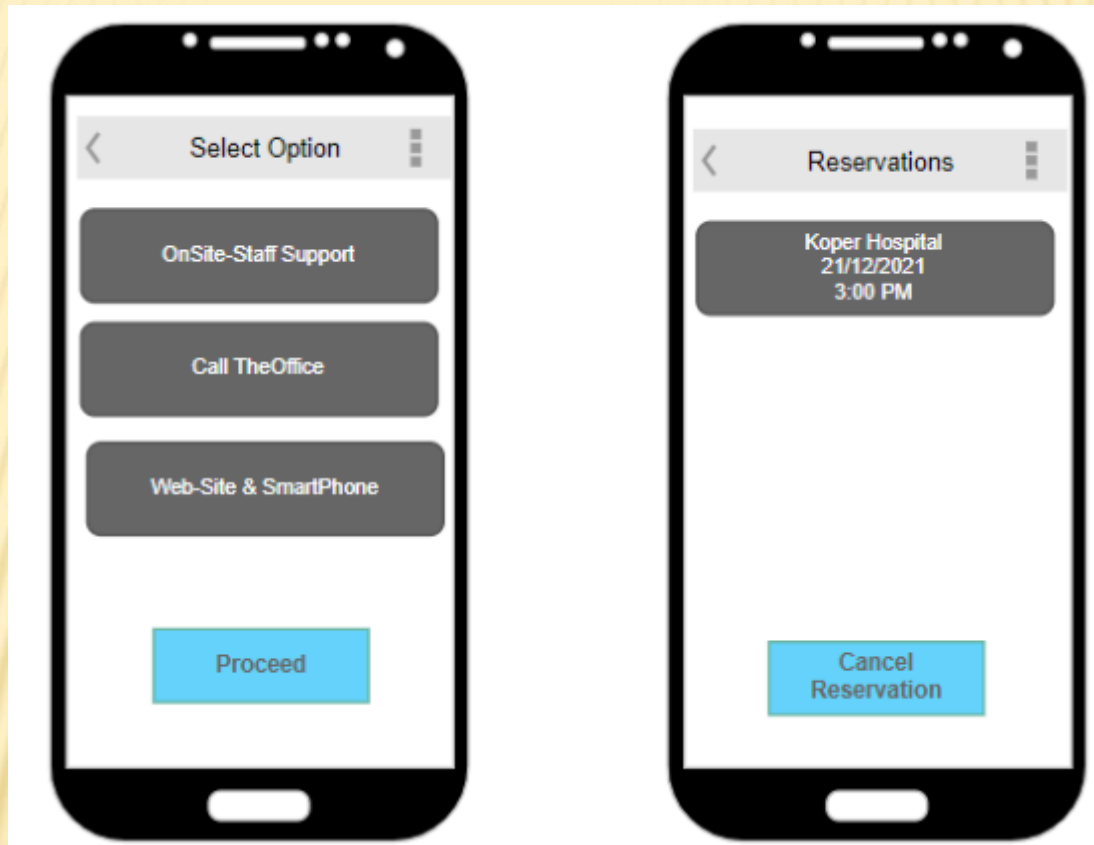 Select Option
OnSite-Staff Support
Call TheOffice
Web-Site & SmartPhone
Proceed
Reservations
Koper Hospital
21/12/2021
3:00 PM
Cancel
Reservation